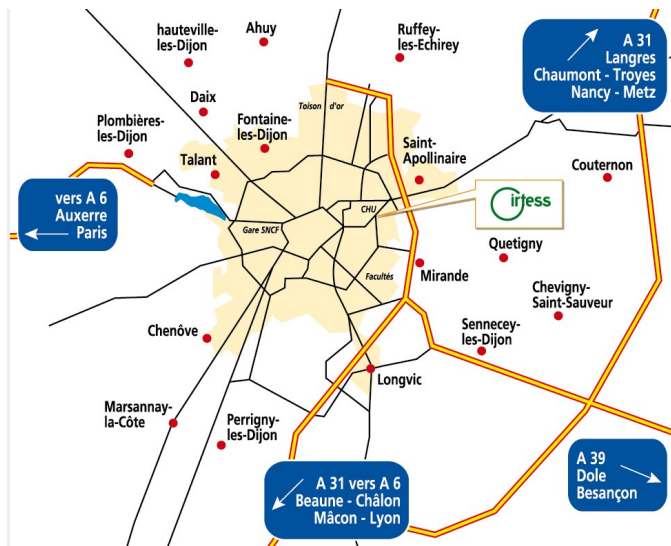 hauteville-
les-Dijon
Ahuy
Ruffey-
les-Echirey
A 31
Langres
Chaumont - Troyes
Nancy - Metz
Daix
Toison d'or
Plombières-
les-Dijon
Fontaine-
les-Dijon
Talant
Saint-
Apollinaire
Couternon
vers A 6
Auxerre
Paris
CHU
irtess
Gare SNCF
Quetigny
Mirande
Facultés
Chevigny-
Saint-Sauveur
Chenôve
Sennecey-
les-Dijon
Longvic
Marsannay-
la-Côte
Perrigny-
les-Dijon
A 31 vers A 6
Beaune - Châlon
Mâcon - Lyon
A 39
Dole
Besançon